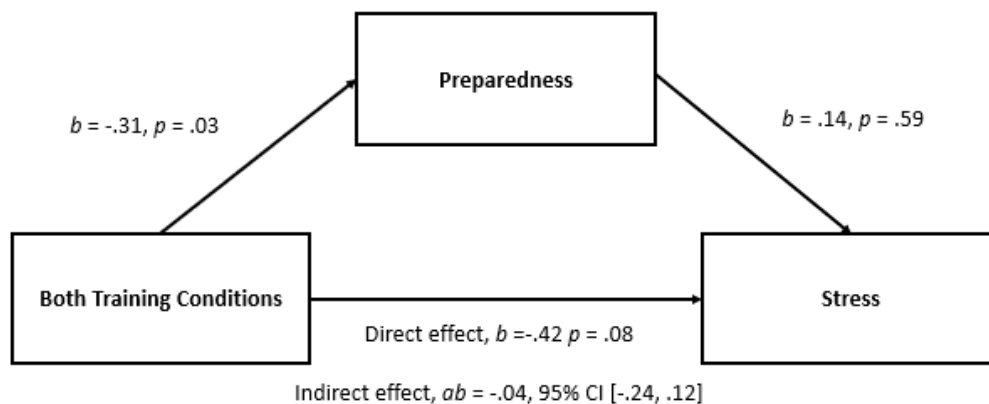 Preparedness
b = -.31, p = .03
b = .14, p = .59
Both Training Conditions
Stress
Direct effect, b =-.42 p = .08
Indirect effect, ab = -.04, 95% CI [-.24, .12]